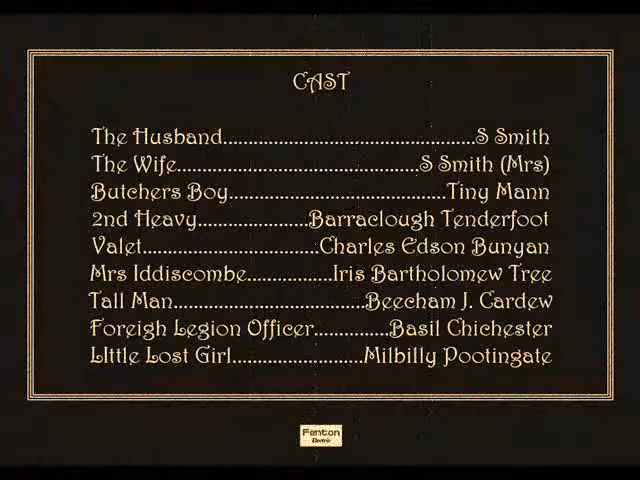 CAST
The Husband..................................................S Smith
The Wife................................................S Smith (Mrs)
Butchers Boy...........................................Tiny Mann
2nd Heavy......................Barraclough Tenderfoot
Valet...................................Charles Edson Bunyan
Mrs Iddiscombe.................Iris Bartholomew Tree
Tall Man......................................Beecham J. Cardew
Foreigh Legion Officer...............Basil Chichester
LIttle Lost Girl..........................Milbilly Pootingate
Fenton
Electric